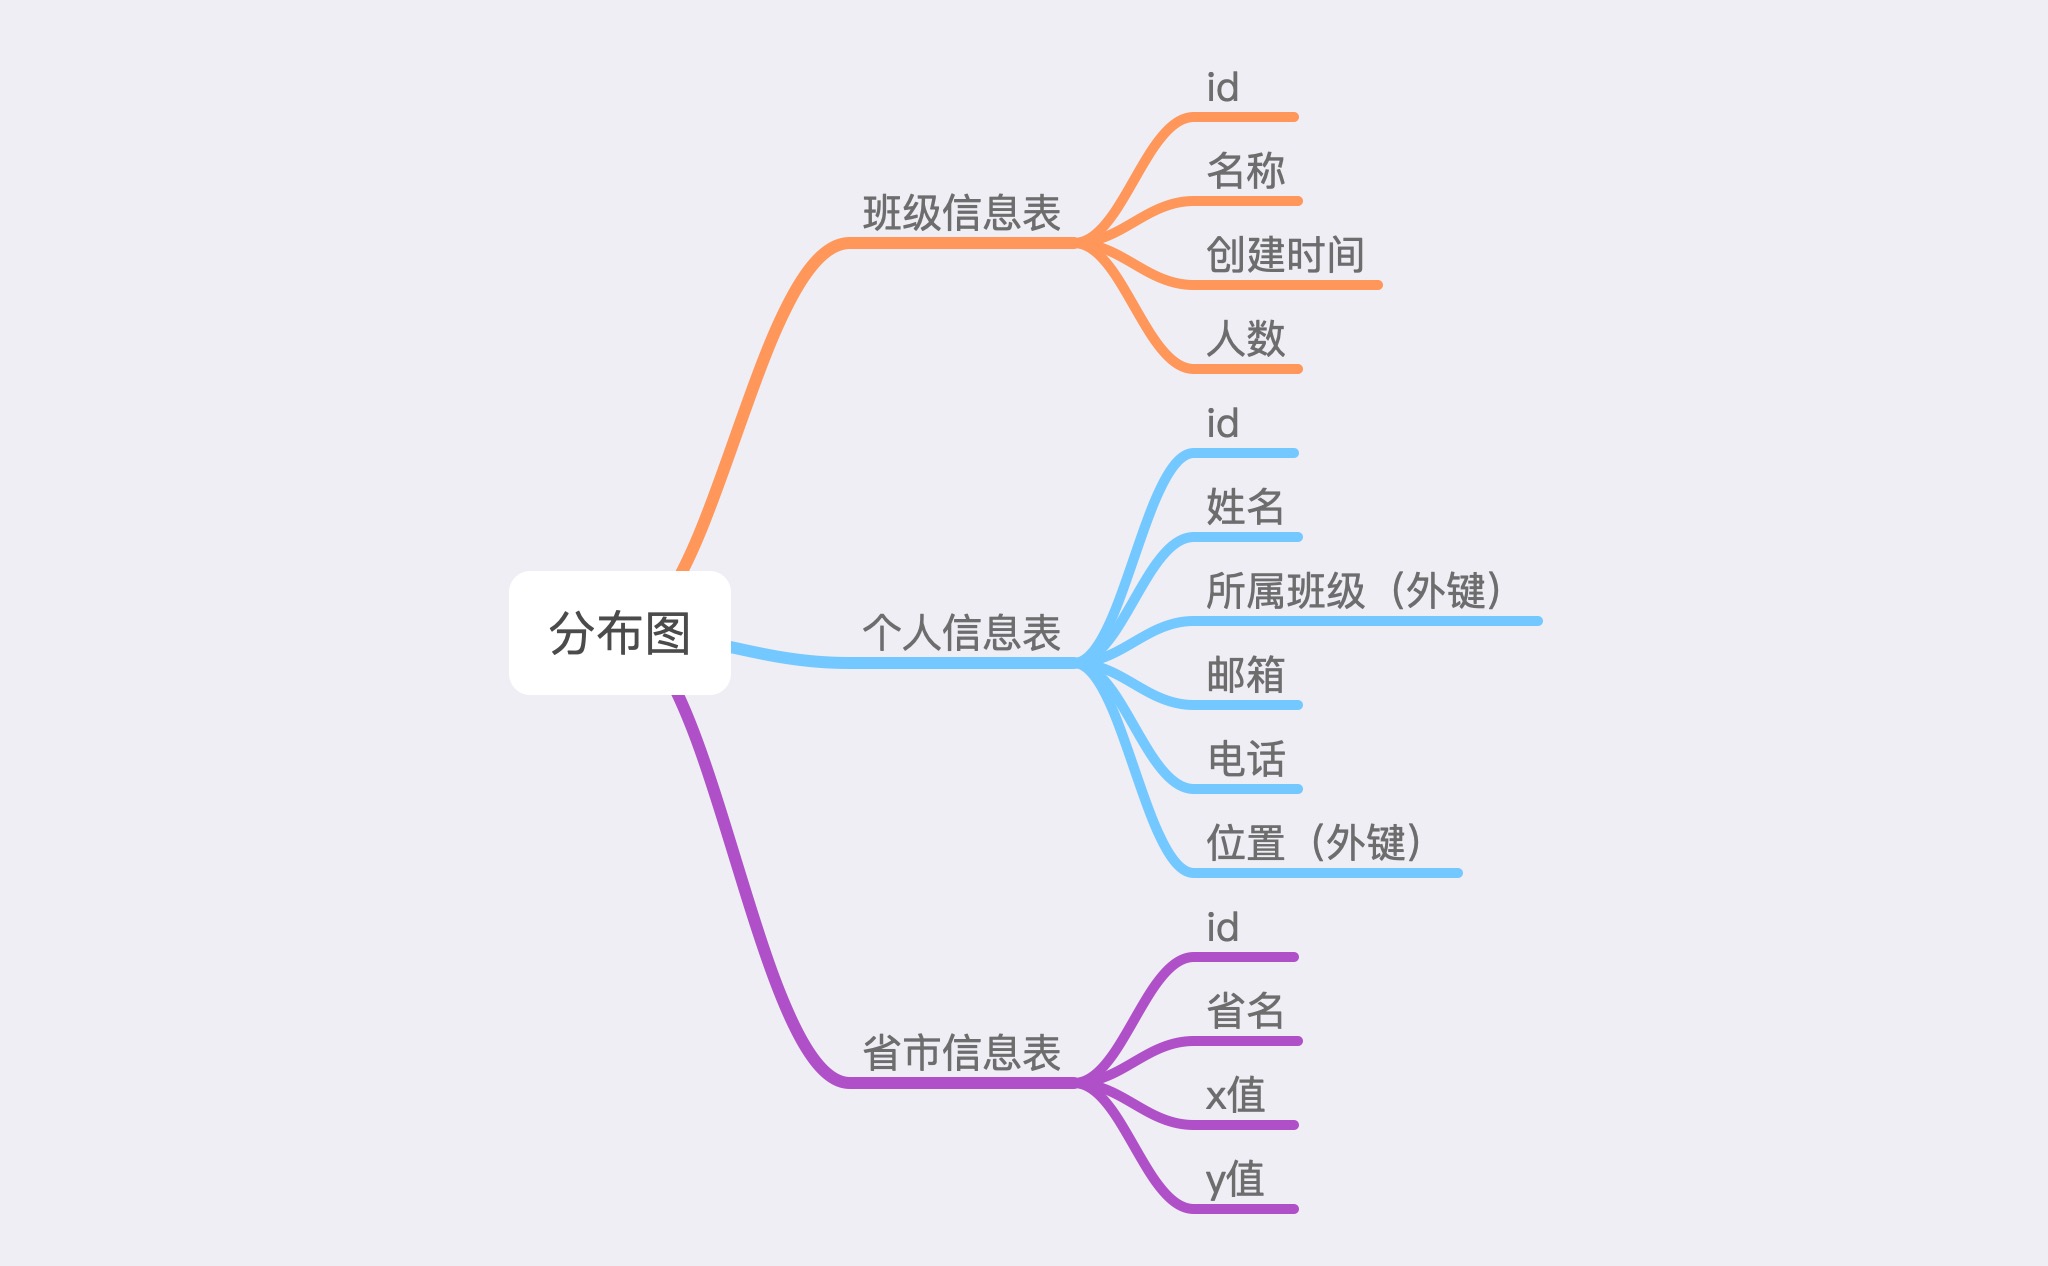 分布图
班级信息表
id
名称
创建时间
人数
个人信息表
id
姓名
所属班级（外键）
邮箱
电话
位置（外键）
省市信息表
id
省名
x值
y值